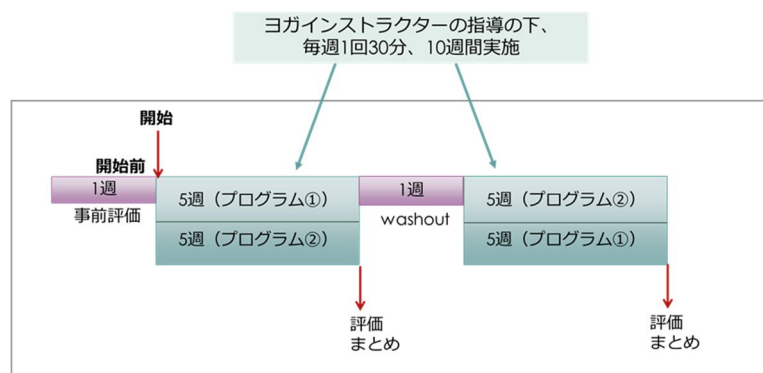 ヨガインストラクターの指導の下、
毎週1回30分、10週間実施
開始
開始前
1週
事前評価
5週（プログラム①）
5週（プログラム②）
1週
washout
5週（プログラム②）
5週（プログラム①）
評価
まとめ
評価
まとめ